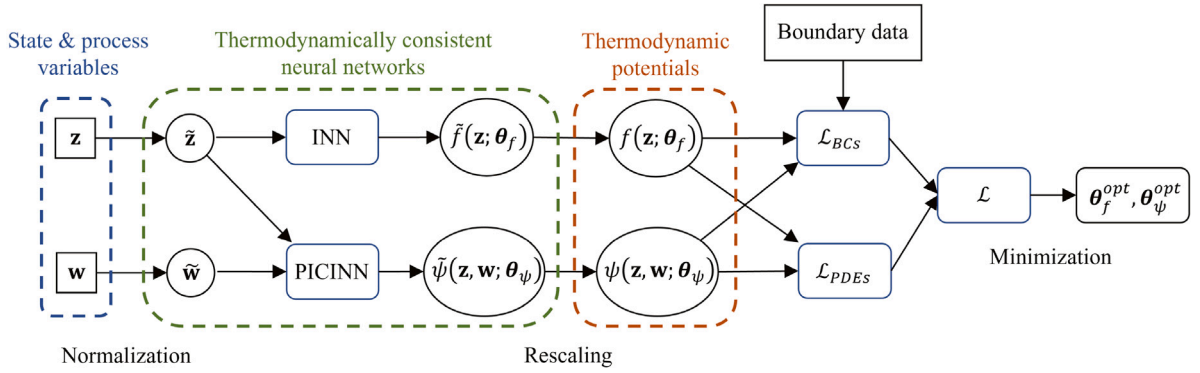 State & process
variables
Thermodynamically consistent
neural networks
Thermodynamic
potentials
Boundary data
z
z̃
INN
f̃(z; θ_f)
f(z; θ_f)
ℒ_BCs
ℒ
θ_f^opt, θ_ψ^opt
w
w̃
PICINN
ψ̃(z, w; θ_ψ)
ψ(z, w; θ_ψ)
ℒ_PDEs
Minimization
Normalization
Rescaling